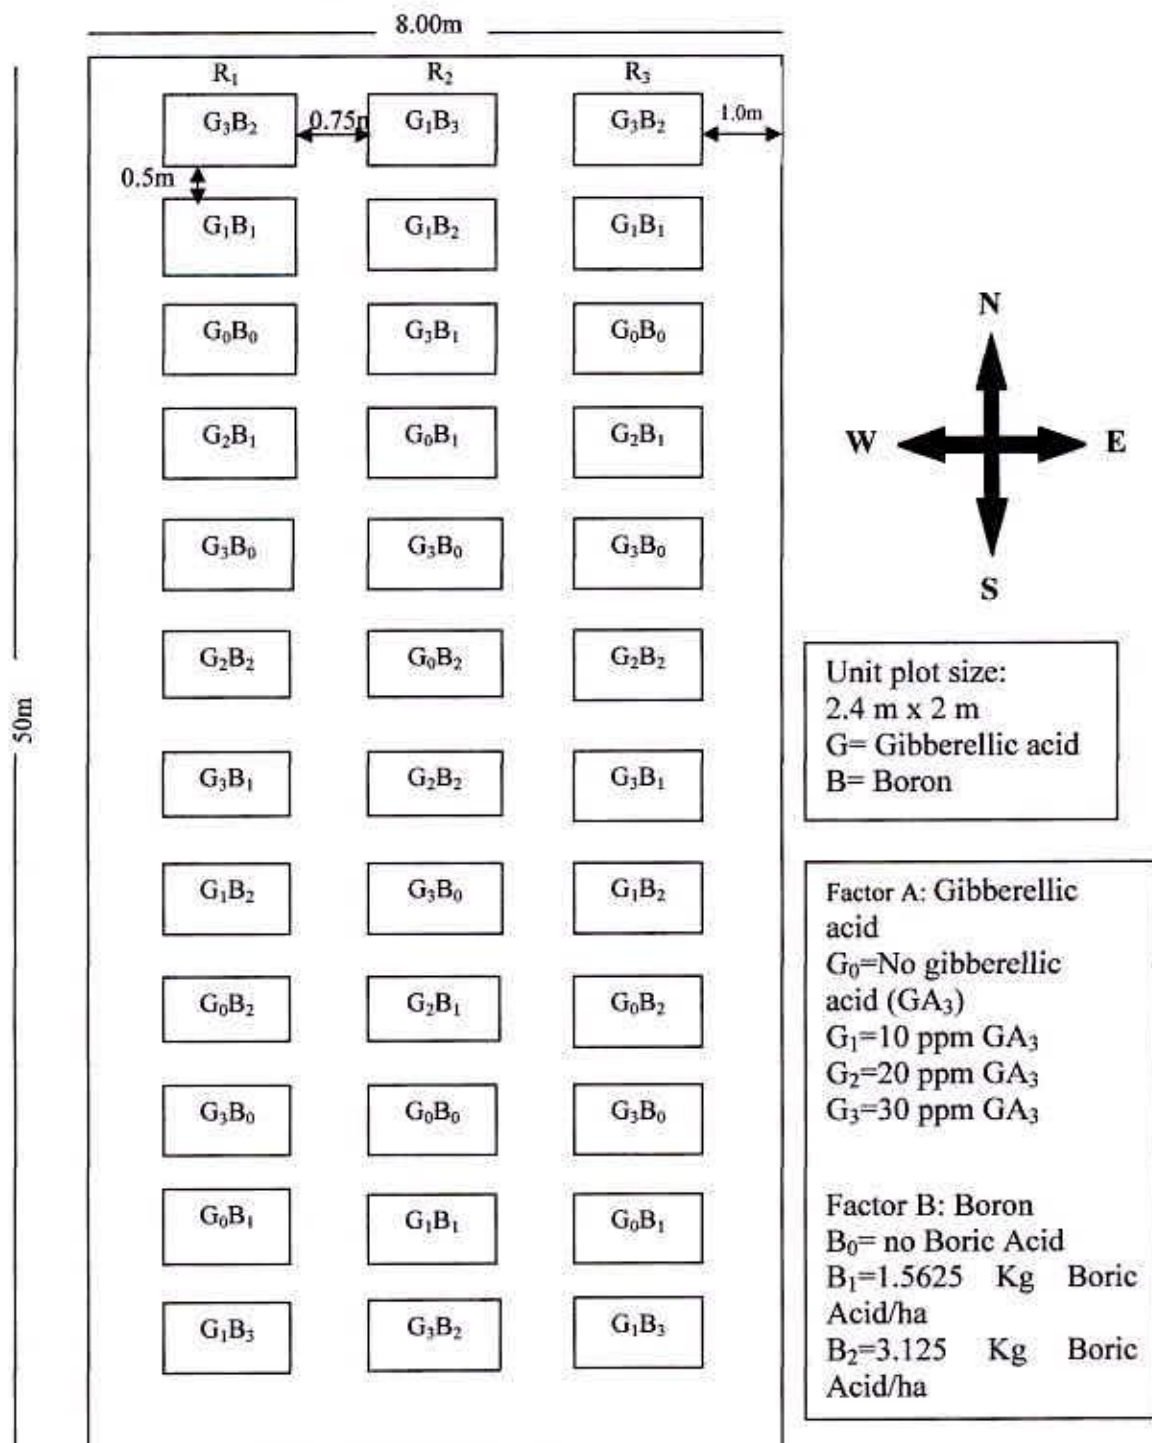 8.00m
R₁ R₂ R₃
G₃B₂ 0.75m G₁B₃ G₃B₂ 1.0m
0.5m
G₁B₁ G₁B₂ G₁B₁
G₀B₀ G₃B₁ G₀B₀
G₂B₁ G₀B₁ G₂B₁
G₃B₀ G₃B₀ G₃B₀
G₂B₂ G₀B₂ G₂B₂
G₃B₁ G₂B₂ G₃B₁
G₁B₂ G₃B₀ G₁B₂
G₀B₂ G₂B₁ G₀B₂
G₃B₀ G₀B₀ G₃B₀
G₀B₁ G₁B₁ G₀B₁
G₁B₃ G₃B₂ G₁B₃
50m
N
W E
S
Unit plot size:
2.4 m x 2 m
G= Gibberellic acid
B= Boron
Factor A: Gibberellic
acid
G₀=No gibberellic
acid (GA₃)
G₁=10 ppm GA₃
G₂=20 ppm GA₃
G₃=30 ppm GA₃
Factor B: Boron
B₀= no Boric Acid
B₁=1.5625 Kg Boric
Acid/ha
B₂=3.125 Kg Boric
Acid/ha